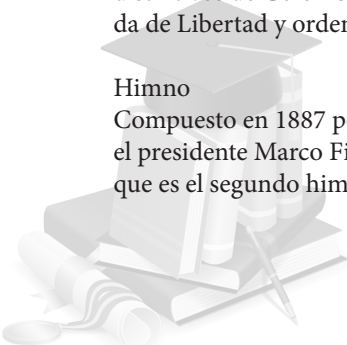 da de Libertad y orden
Himno
Compuesto en 1887 p
el presidente Marco Fi
que es el segundo him